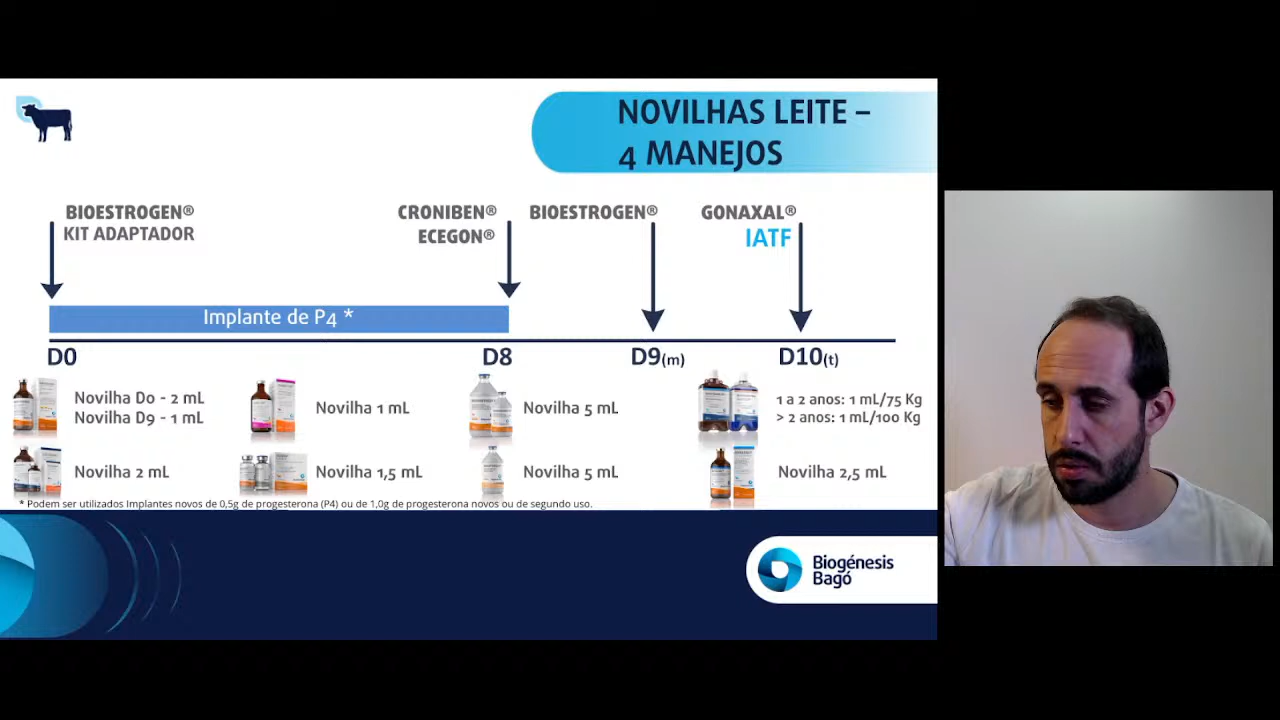 NOVILHAS LEITE –
4 MANEJOS
BIOESTROGEN®
KIT ADAPTADOR
CRONIBEN®
ECEGON®
BIOESTROGEN®
GONAXAL®
IATF
Implante de P4 *
D0
D8
D9(m)
D10(t)
Novilha D0 - 2 mL
Novilha D9 - 1 mL
Novilha 1 mL
Novilha 5 mL
1 a 2 anos: 1 mL/75 Kg
> 2 anos: 1 mL/100 Kg
Novilha 2 mL
Novilha 1,5 mL
Novilha 5 mL
Novilha 2,5 mL
* Podem ser utilizados Implantes novos de 0,5g de progesterona (P4) ou de 1,0g de progesterona novos ou de segundo uso.
Biogénesis
Bagó